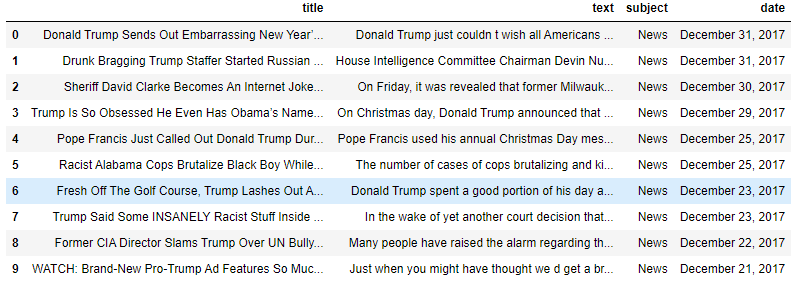 title text subject date
0 Donald Trump Sends Out Embarrassing New Year’... Donald Trump just couldn t wish all Americans ... News December 31, 2017
1 Drunk Bragging Trump Staffer Started Russian ... House Intelligence Committee Chairman Devin Nu... News December 31, 2017
2 Sheriff David Clarke Becomes An Internet Joke... On Friday, it was revealed that former Milwauk... News December 30, 2017
3 Trump Is So Obsessed He Even Has Obama’s Name... On Christmas day, Donald Trump announced that ... News December 29, 2017
4 Pope Francis Just Called Out Donald Trump Dur... Pope Francis used his annual Christmas Day mes... News December 25, 2017
5 Racist Alabama Cops Brutalize Black Boy While... The number of cases of cops brutalizing and ki... News December 25, 2017
6 Fresh Off The Golf Course, Trump Lashes Out A... Donald Trump spent a good portion of his day a... News December 23, 2017
7 Trump Said Some INSANELY Racist Stuff Inside ... In the wake of yet another court decision that... News December 23, 2017
8 Former CIA Director Slams Trump Over UN Bully... Many people have raised the alarm regarding th... News December 22, 2017
9 WATCH: Brand-New Pro-Trump Ad Features So Muc... Just when you might have thought we d get a br... News December 21, 2017